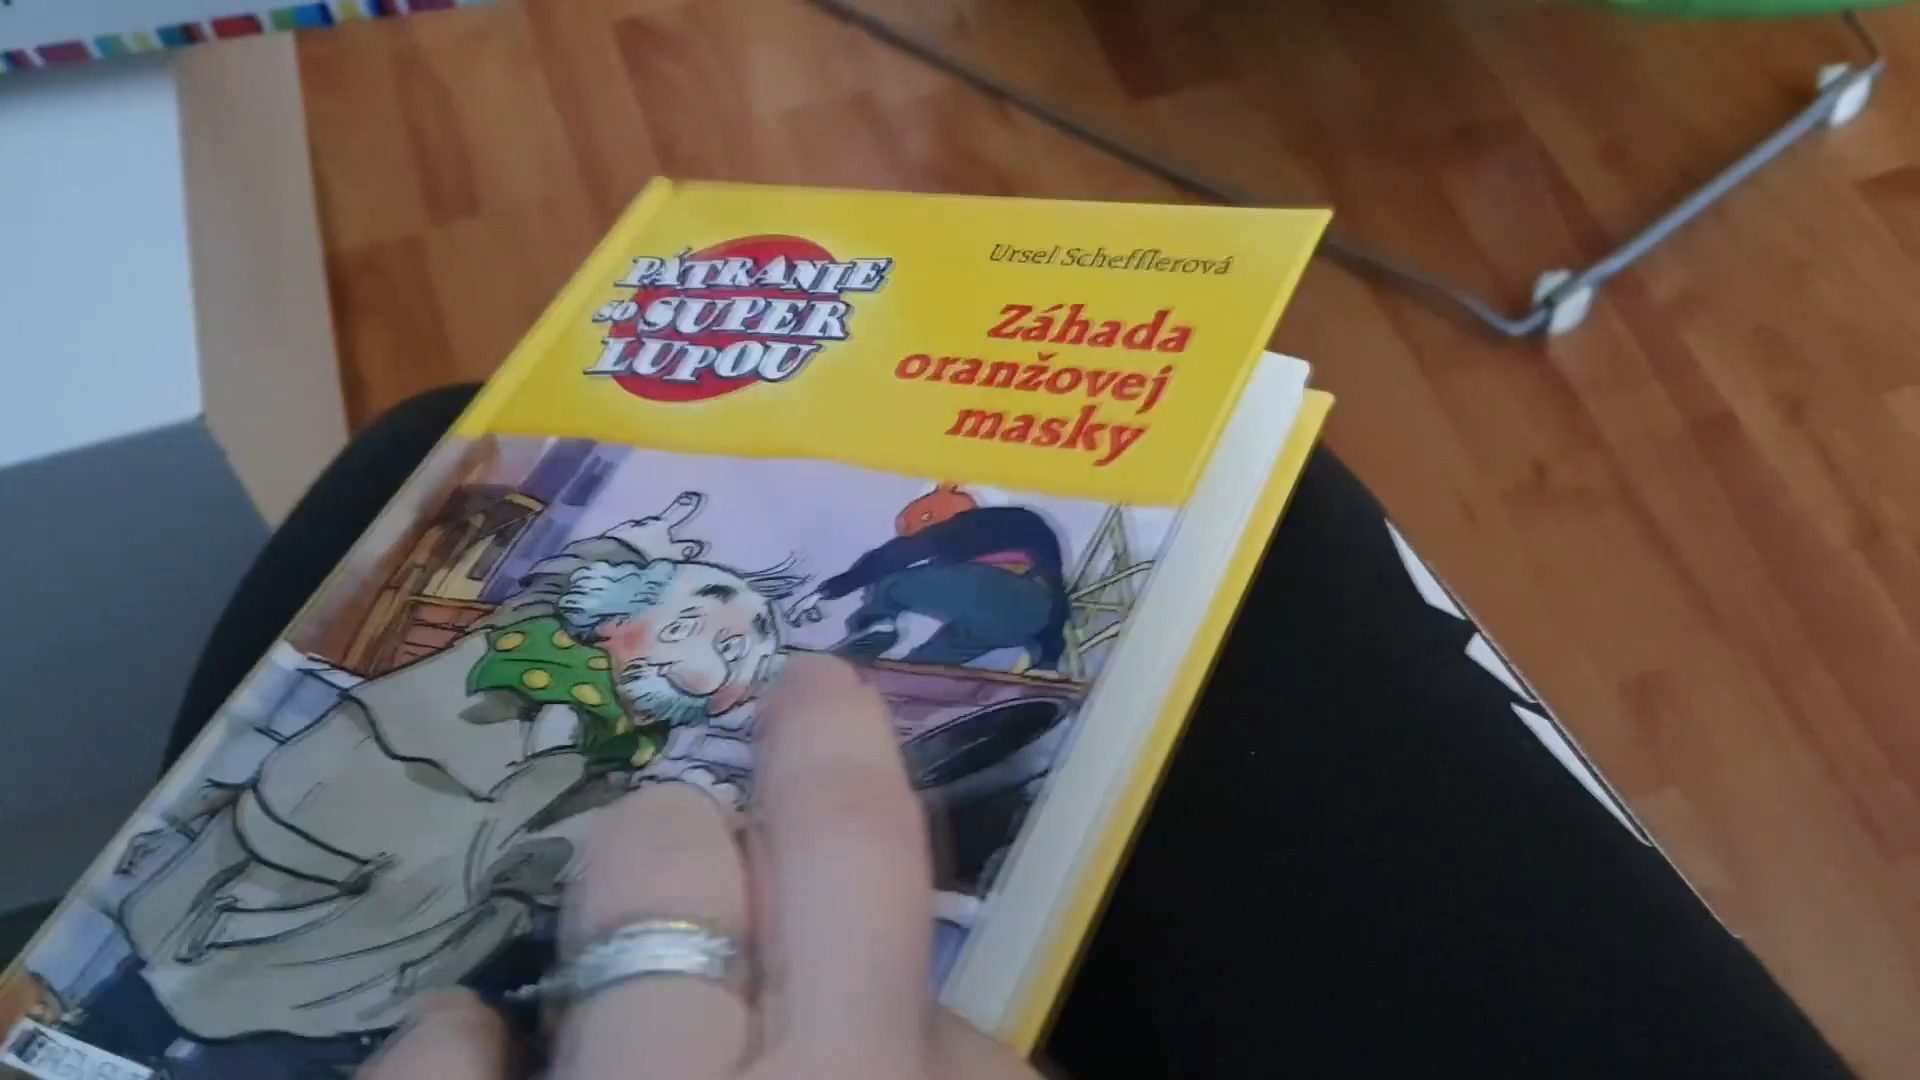 PÁTRANIE
SO SUPER
LUPOU
Ursel Schefflerová
Záhada
oranžovej
masky